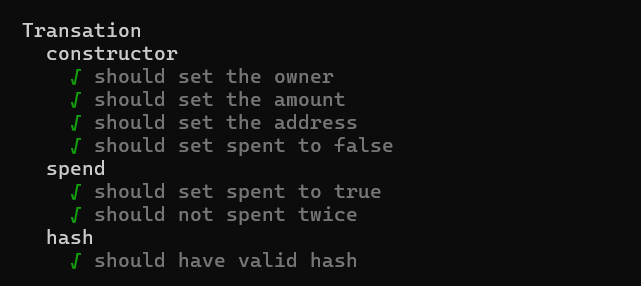 Transation
constructor
√ should set the owner
√ should set the amount
√ should set the address
√ should set spent to false
spend
√ should set spent to true
√ should not spent twice
hash
√ should have valid hash